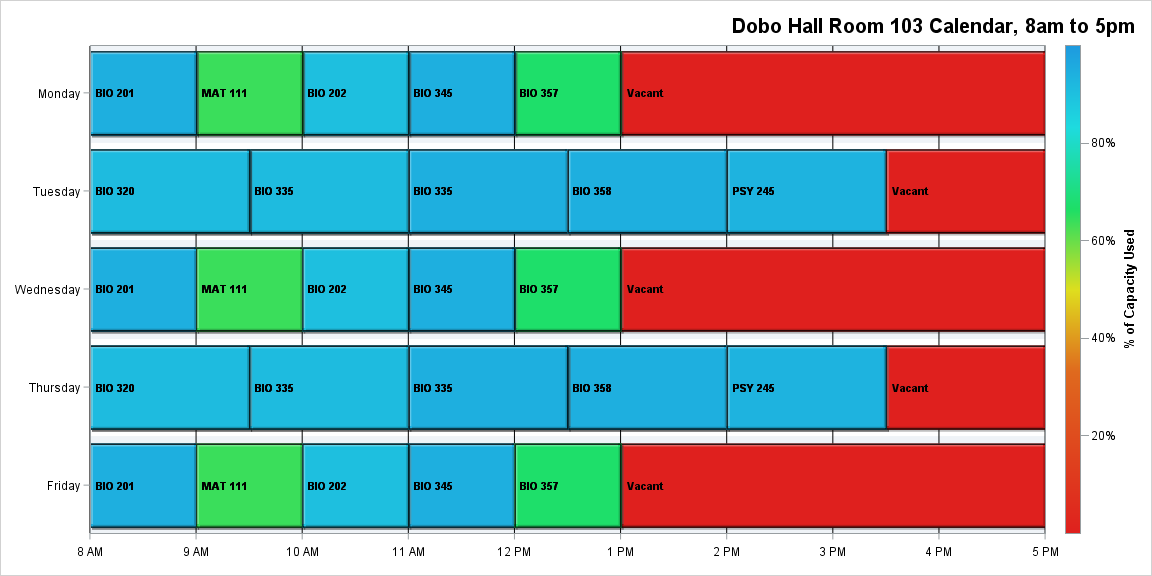 Dobo Hall Room 103 Calendar, 8am to 5pm
Monday BIO 201 MAT 111 BIO 202 BIO 345 BIO 357 Vacant
Tuesday BIO 320 BIO 335 BIO 335 BIO 358 PSY 245 Vacant
Wednesday BIO 201 MAT 111 BIO 202 BIO 345 BIO 357 Vacant
Thursday BIO 320 BIO 335 BIO 335 BIO 358 PSY 245 Vacant
Friday BIO 201 MAT 111 BIO 202 BIO 345 BIO 357 Vacant
8 AM 9 AM 10 AM 11 AM 12 PM 1 PM 2 PM 3 PM 4 PM 5 PM
80%
60%
40%
20%
% of Capacity Used